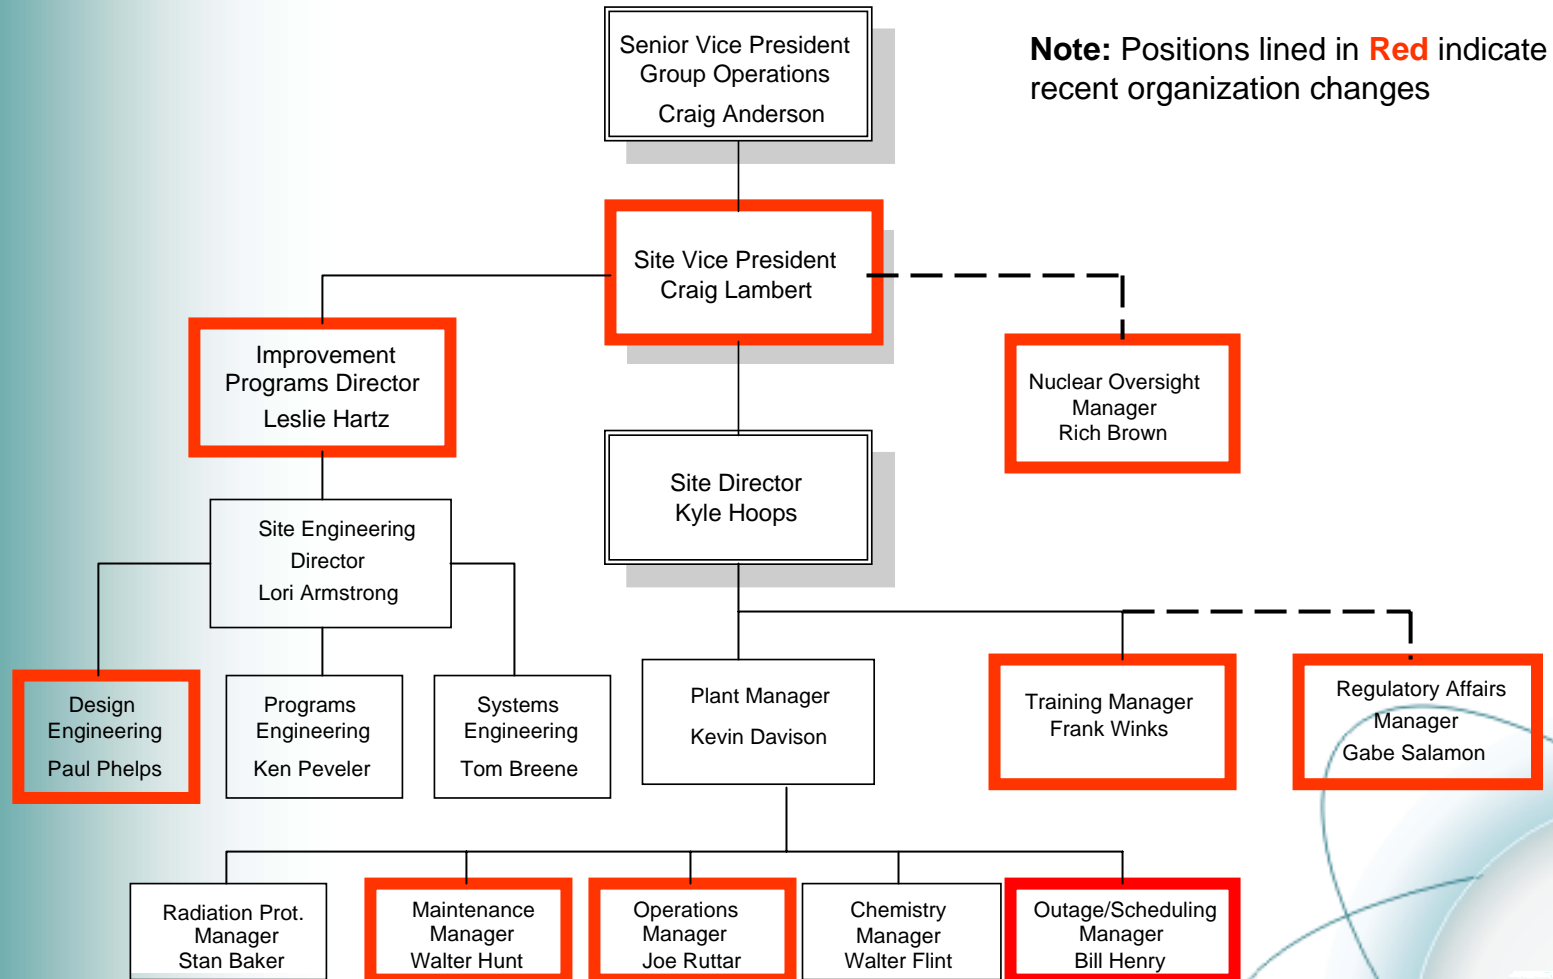 Senior Vice President
Group Operations
Craig Anderson
Note: Positions lined in Red indicate
recent organization changes
Site Vice President
Craig Lambert
Improvement
Programs Director
Leslie Hartz
Nuclear Oversight
Manager
Rich Brown
Site Director
Kyle Hoops
Site Engineering
Director
Lori Armstrong
Design
Engineering
Paul Phelps
Programs
Engineering
Ken Peveler
Systems
Engineering
Tom Breene
Plant Manager
Kevin Davison
Training Manager
Frank Winks
Regulatory Affairs
Manager
Gabe Salamon
Radiation Prot.
Manager
Stan Baker
Maintenance
Manager
Walter Hunt
Operations
Manager
Joe Ruttar
Chemistry
Manager
Walter Flint
Outage/Scheduling
Manager
Bill Henry